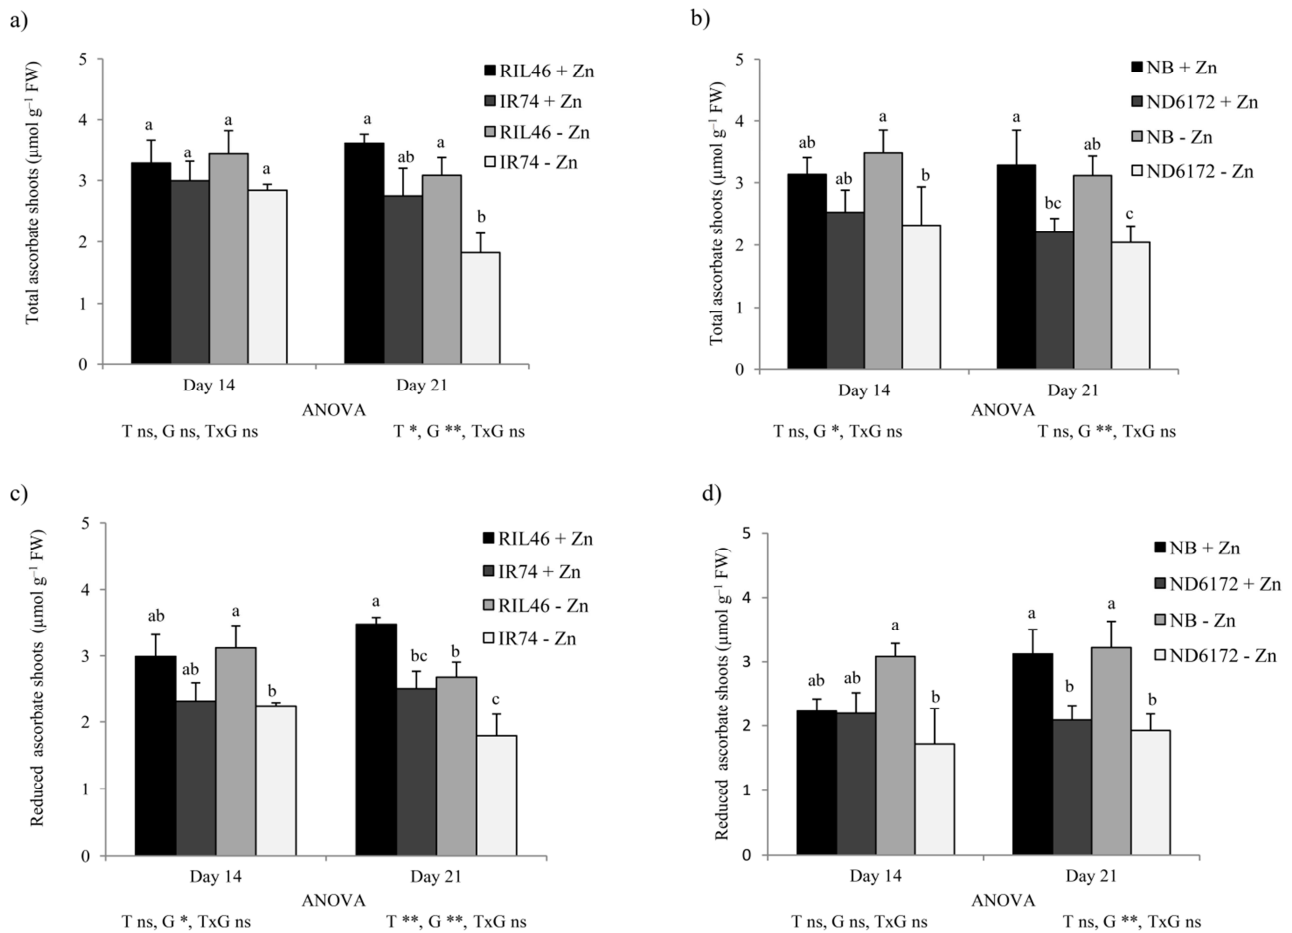 a)
Total ascorbate shoots (µmol g⁻¹ FW)
5
4
3
2
1
0
RIL46 + Zn
IR74 + Zn
RIL46 - Zn
IR74 - Zn
a
a
a
a
a
ab
a
b
Day 14
Day 21
ANOVA
T ns, G ns, TxG ns
T *, G **, TxG ns
b)
Total ascorbate shoots (µmol g⁻¹ FW)
5
4
3
2
1
0
NB + Zn
ND6172 + Zn
NB - Zn
ND6172 - Zn
ab
ab
a
b
a
bc
ab
c
Day 14
Day 21
ANOVA
T ns, G *, TxG ns
T ns, G **, TxG ns
c)
Reduced ascorbate shoots (µmol g⁻¹ FW)
5
4
3
2
1
0
RIL46 + Zn
IR74 + Zn
RIL46 - Zn
IR74 - Zn
ab
ab
a
b
a
bc
b
c
Day 14
Day 21
ANOVA
T ns, G *, TxG ns
T **, G **, TxG ns
d)
Reduced ascorbate shoots (µmol g⁻¹ FW)
5
4
3
2
1
0
NB + Zn
ND6172 + Zn
NB - Zn
ND6172 - Zn
ab
ab
a
b
a
b
a
b
Day 14
Day 21
ANOVA
T ns, G ns, TxG ns
T ns, G **, TxG ns